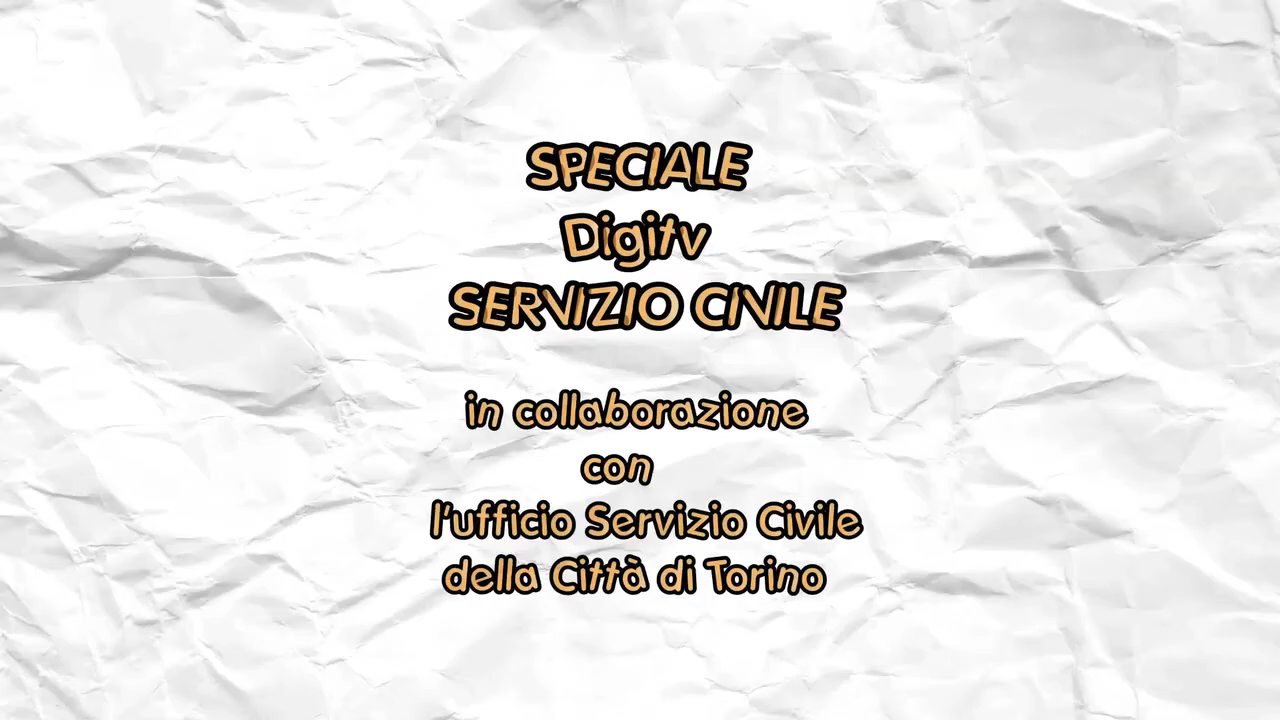 SPECIALE
Digitv
SERVIZIO CIVILE
in collaborazione
con
l'ufficio Servizio Civile
della Città di Torino